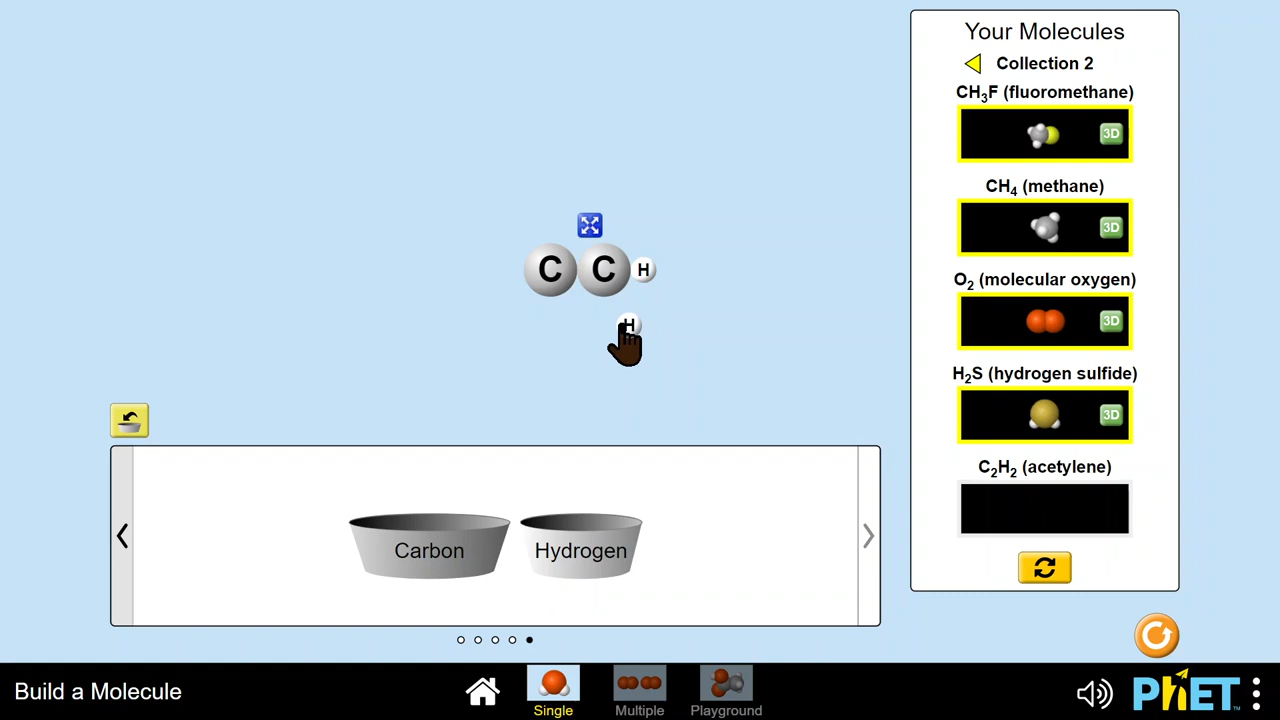 Your Molecules
Collection 2
CH₃F (fluoromethane)
3D
CH₄ (methane)
3D
O₂ (molecular oxygen)
3D
H₂S (hydrogen sulfide)
3D
C₂H₂ (acetylene)
C C H
H
Carbon
Hydrogen
Build a Molecule
Single
Multiple
Playground
PhET™